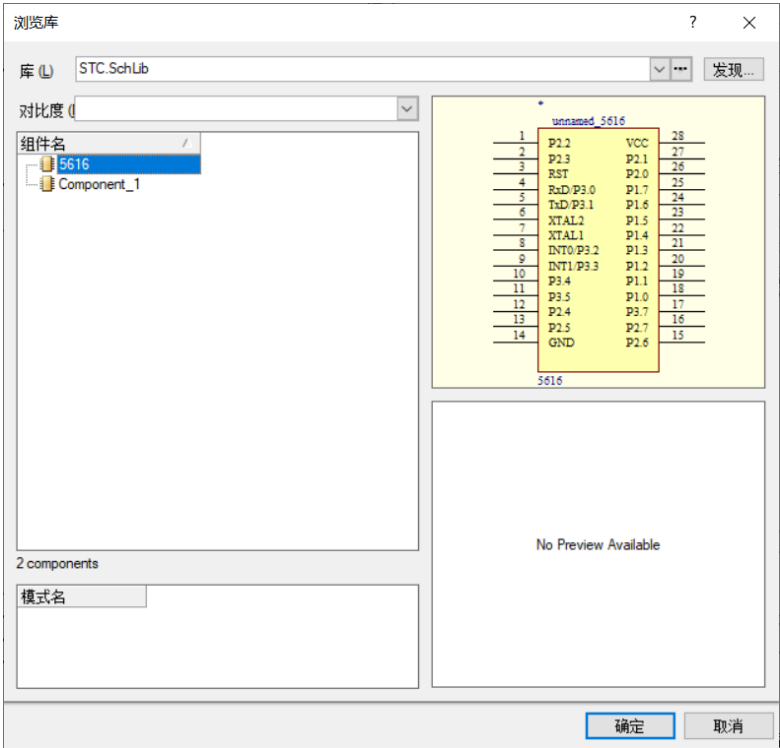 浏览库
?
库 (L)
STC.SchLib
发现...
对比度 (
组件名
5616
Component_1
2 components
模式名
*
unnamed_5616
1 P2.2 VCC 28
2 P2.3 P2.1 27
3 RST P2.0 26
4 RxD/P3.0 P1.7 25
5 TxD/P3.1 P1.6 24
6 XTAL2 P1.5 23
7 XTAL1 P1.4 22
8 INT0/P3.2 P1.3 21
9 INT1/P3.3 P1.2 20
10 P3.4 P1.1 19
11 P3.5 P1.0 18
12 P2.4 P3.7 17
13 P2.5 P2.7 16
14 GND P2.6 15
5616
No Preview Available
确定
取消